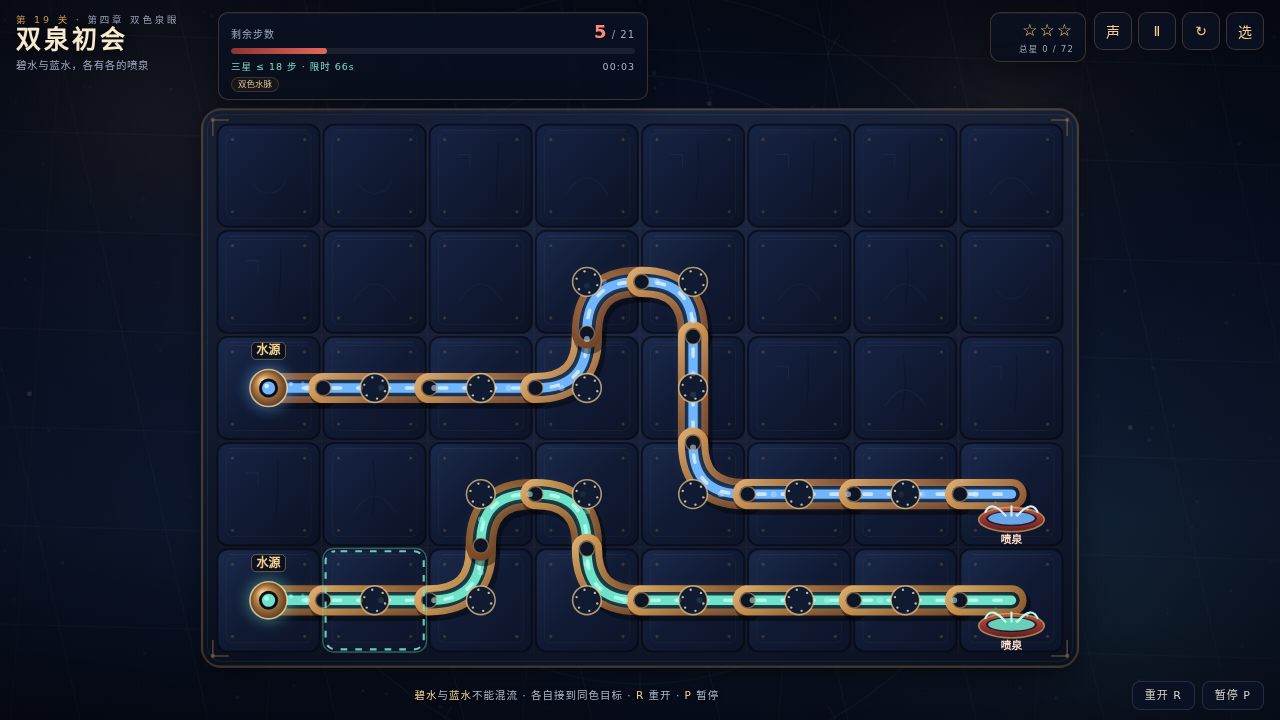 第 19 关 · 第四章 双色泉眼
双泉初会
碧水与蓝水，各有各的喷泉
剩余步数
5 / 21
三星 ≤ 18 步 · 限时 66s
00:03
双色水脉
☆☆☆
总星 0 / 72
声
Ⅱ
↻
选
水源
喷泉
水源
喷泉
碧水与蓝水不能混流 · 各自接到同色目标 · R 重开 · P 暂停
重开 R
暂停 P